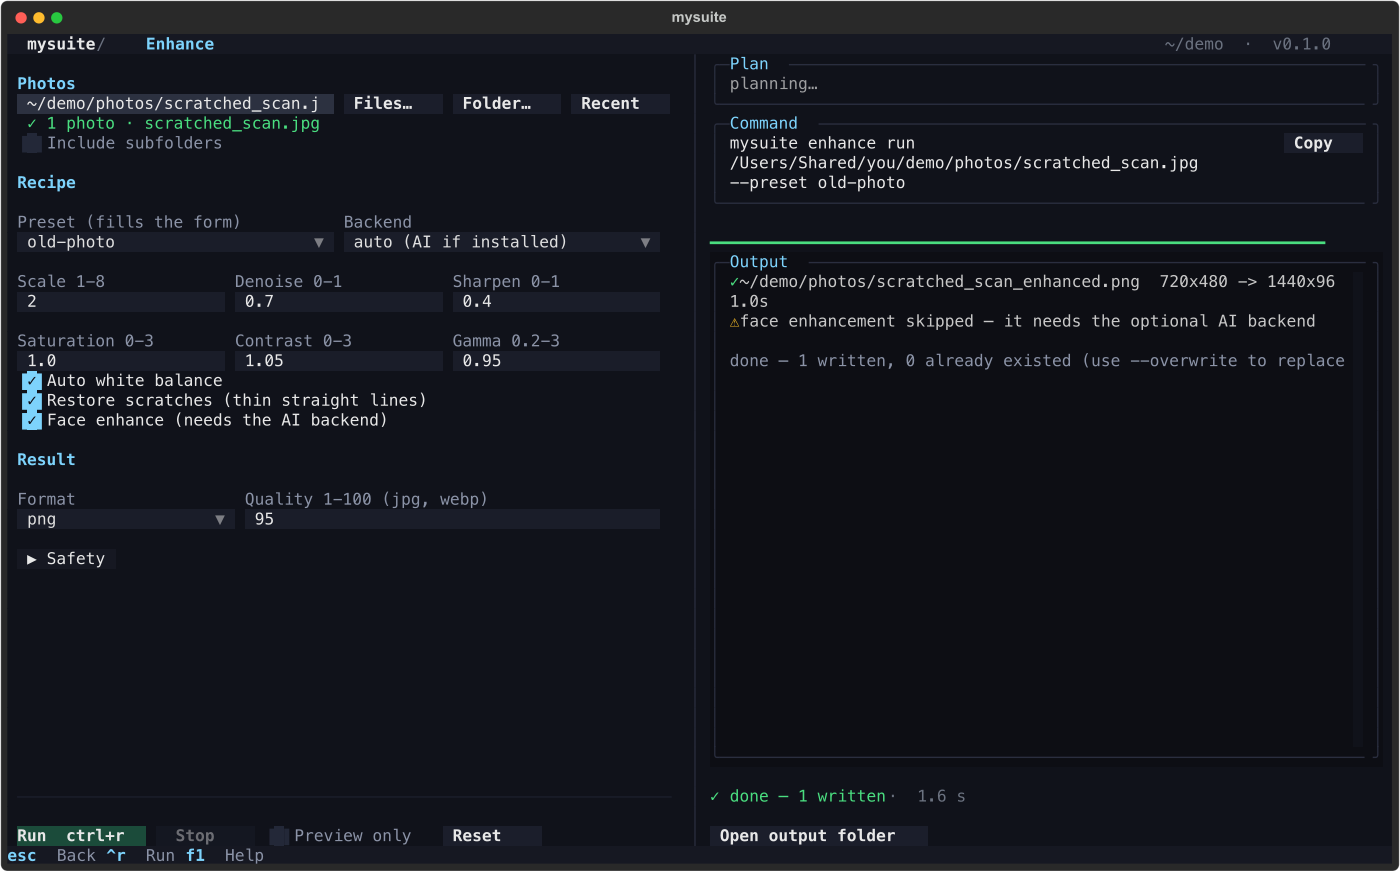 mysuite
mysuite/ Enhance ~/demo · v0.1.0
Photos
~/demo/photos/scratched_scan.j Files… Folder… Recent
✓ 1 photo · scratched_scan.jpg
Include subfolders
Recipe
Preset (fills the form) Backend
old-photo ▼ auto (AI if installed) ▼
Scale 1-8 Denoise 0-1 Sharpen 0-1
2 0.7 0.4
Saturation 0-3 Contrast 0-3 Gamma 0.2-3
1.0 1.05 0.95
✓ Auto white balance
✓ Restore scratches (thin straight lines)
✓ Face enhance (needs the AI backend)
Result
Format Quality 1-100 (jpg, webp)
png ▼ 95
▶ Safety
Run ctrl+r Stop Preview only Reset
Plan
planning…
Command
mysuite enhance run Copy
/Users/Shared/you/demo/photos/scratched_scan.jpg
--preset old-photo
Output
✓~/demo/photos/scratched_scan_enhanced.png 720x480 -> 1440x96
1.0s
⚠face enhancement skipped — it needs the optional AI backend
done — 1 written, 0 already existed (use --overwrite to replace
✓ done — 1 written · 1.6 s
Open output folder
esc Back ^r Run f1 Help